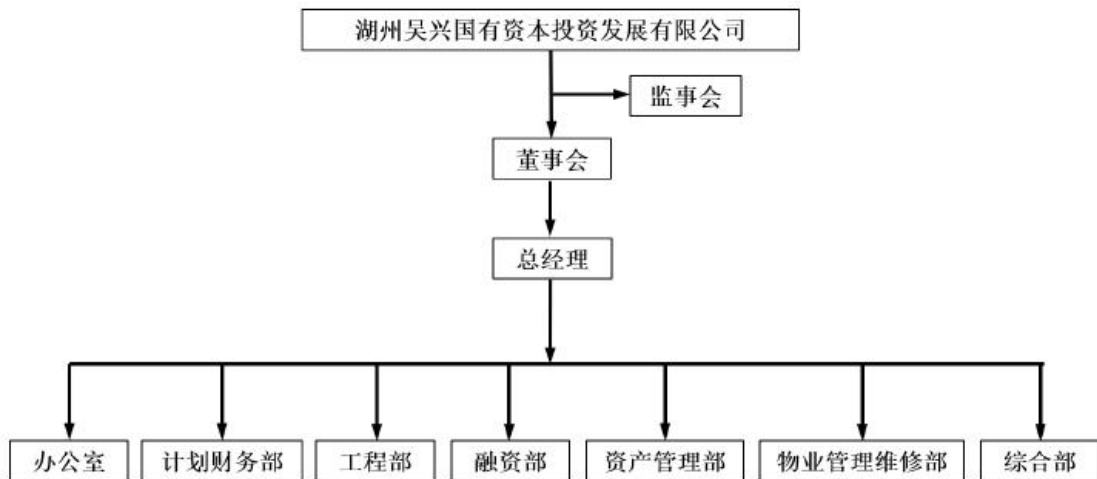 湖州吴兴国有资本投资发展有限公司
监事会
董事会
总经理
办公室
计划财务部
工程部
融资部
资产管理部
物业管理维修部
综合部